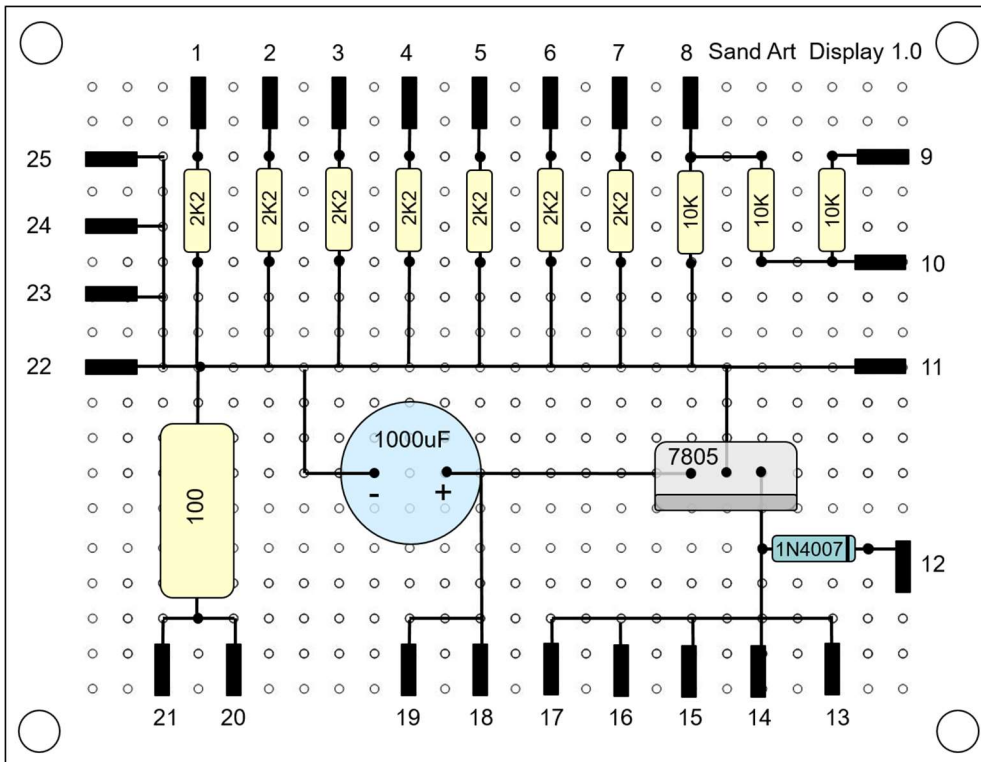 1 2 3 4 5 6 7 8 Sand Art Display 1.0
25 9
2K2 2K2 2K2 2K2 2K2 2K2 2K2 10K 10K 10K
24
23 10
22 11
1000uF
7805
- +
100
1N4007
12
21 20 19 18 17 16 15 14 13